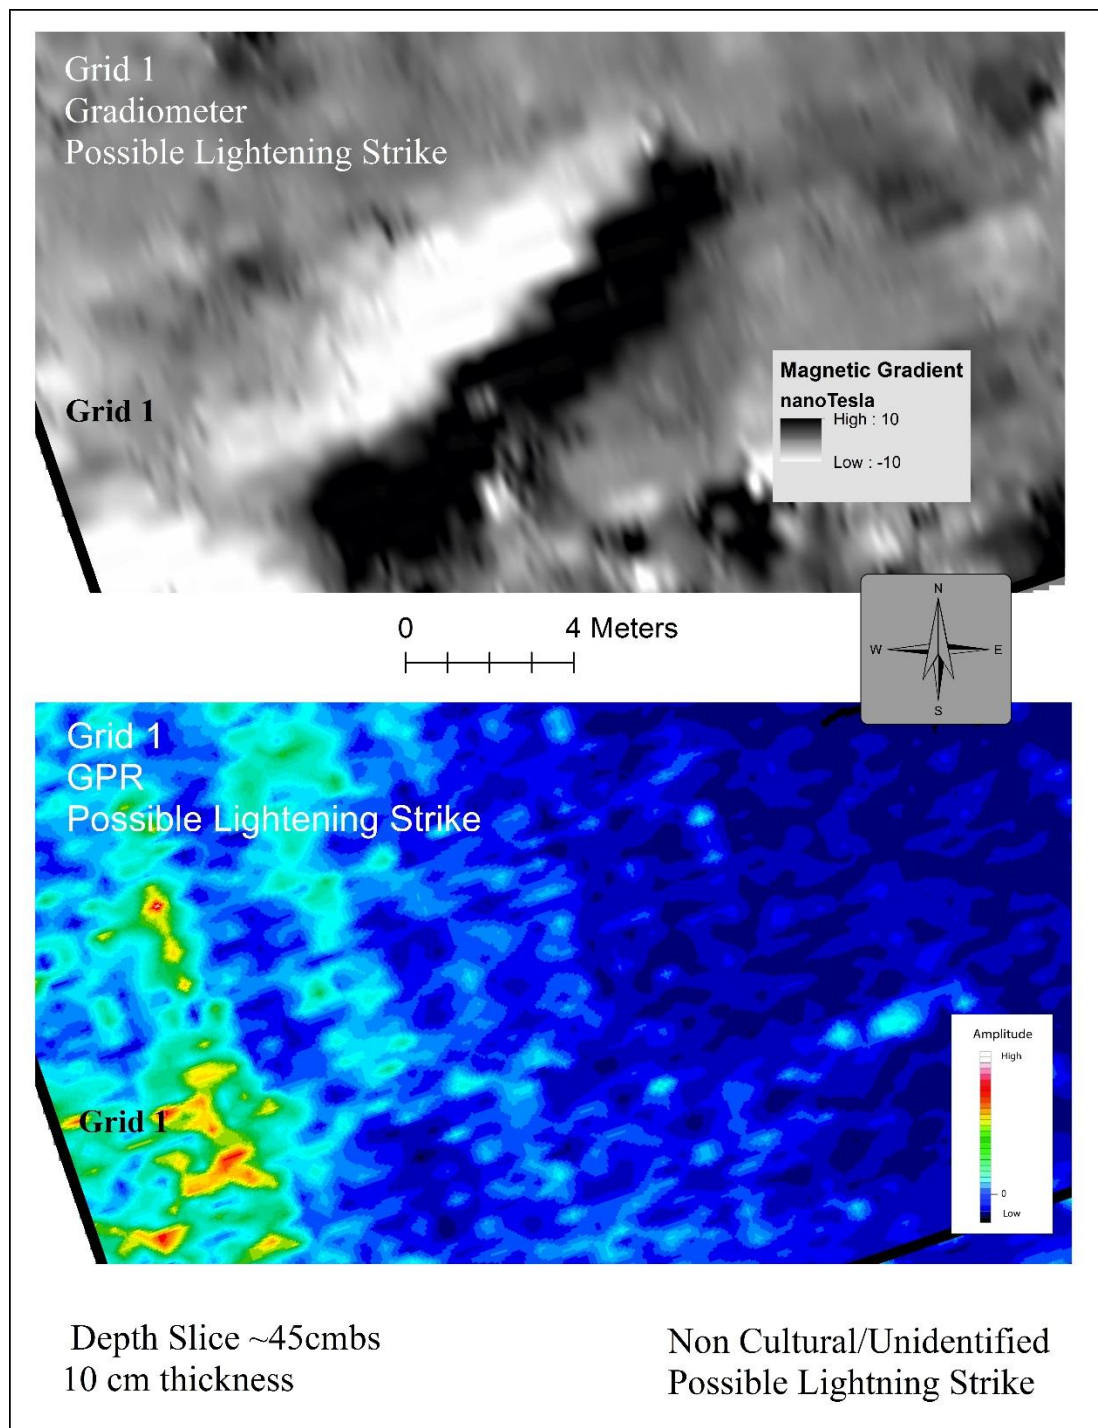 Grid 1
Gradiometer
Possible Lightening Strike
Grid 1
Magnetic Gradient
nanoTesla
High : 10
Low : -10
0 4 Meters
N
W E
S
Grid 1
GPR
Possible Lightening Strike
Grid 1
Amplitude
High
0
Low
Depth Slice ~45cmbs
10 cm thickness
Non Cultural/Unidentified
Possible Lightning Strike